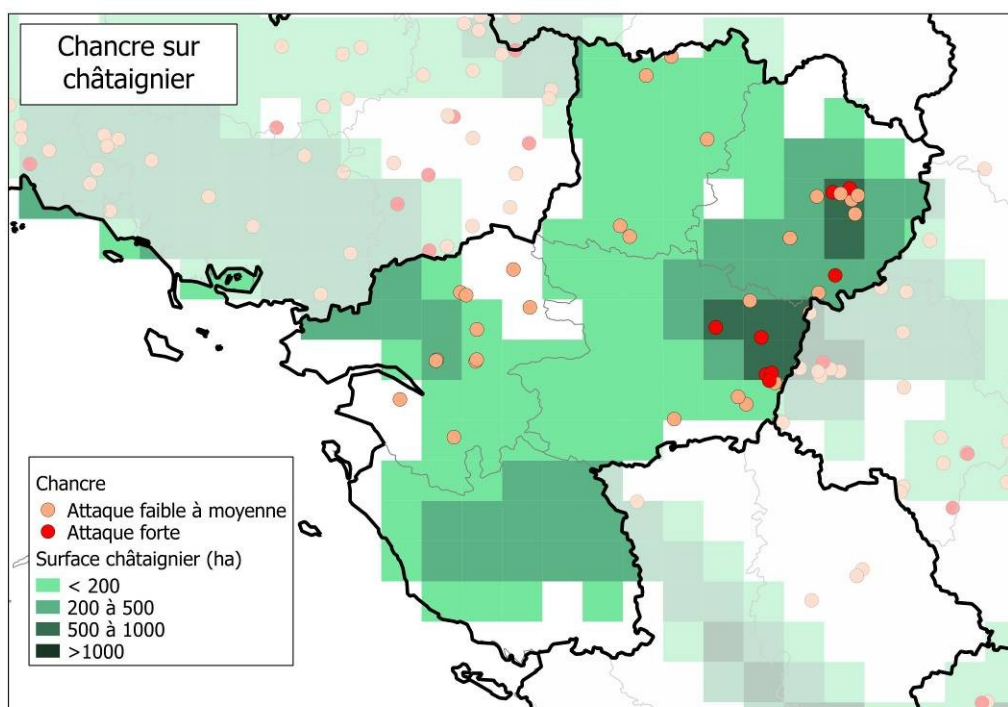 Chancre sur
châtaignier
Chancre
Attaque faible à moyenne
Attaque forte
Surface châtaignier (ha)
< 200
200 à 500
500 à 1000
>1000